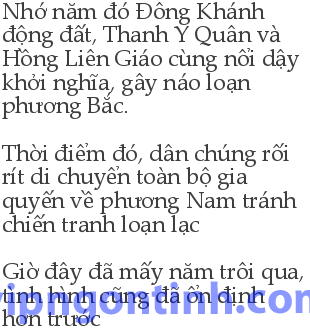 Nhớ năm đó Đông Khánh
động đất, Thanh Y Quân và
Hồng Liên Giáo cùng nổi dậy
khởi nghĩa, gây náo loạn
phương Bắc.
Thời điểm đó, dân chúng rối
rít di chuyển toàn bộ gia
quyến về phương Nam tránh
chiến tranh loạn lạc
Giờ đây đã mấy năm trôi qua,
tình hình cũng đã ổn định
hơn trước
vipngontinh.com